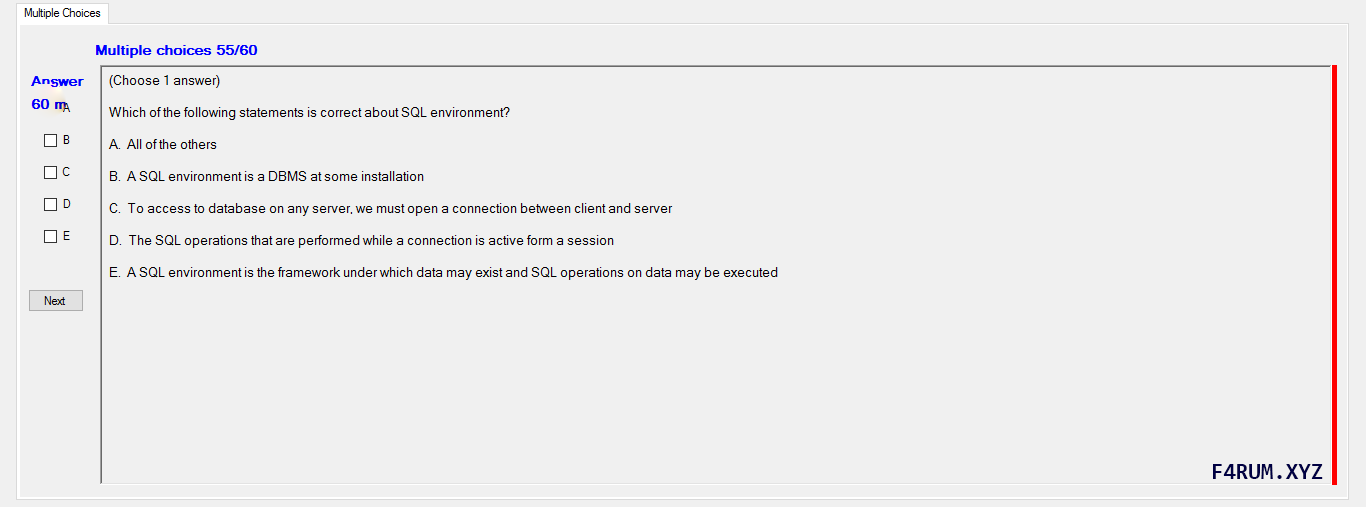 Multiple Choices
Multiple choices 55/60
Answer
(Choose 1 answer)
60 m
A
Which of the following statements is correct about SQL environment?
B
A. All of the others
C
B. A SQL environment is a DBMS at some installation
D
C. To access to database on any server, we must open a connection between client and server
E
D. The SQL operations that are performed while a connection is active form a session
E. A SQL environment is the framework under which data may exist and SQL operations on data may be executed
Next
F4RUM.XYZ